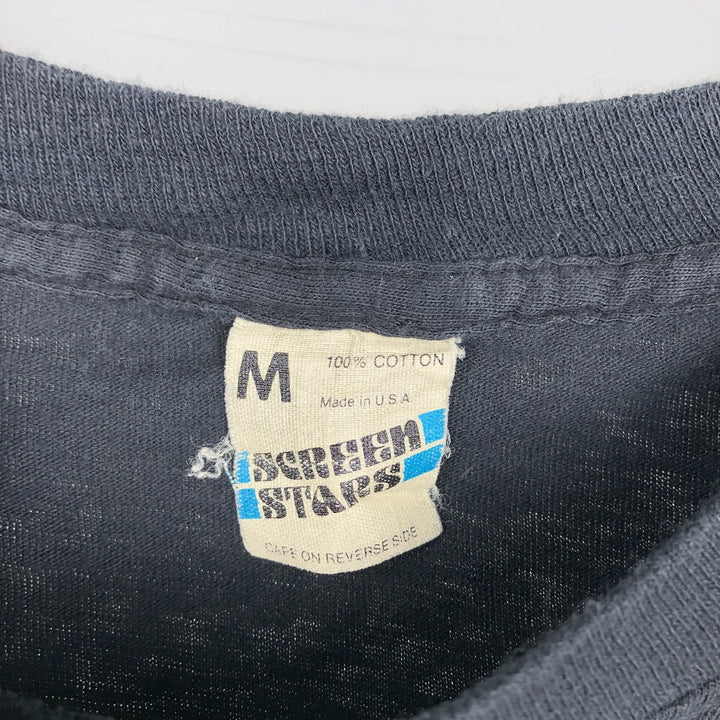 M
100% COTTON
Made in U.S.A
SCREEN
STARS
CARE ON REVERSE SIDE